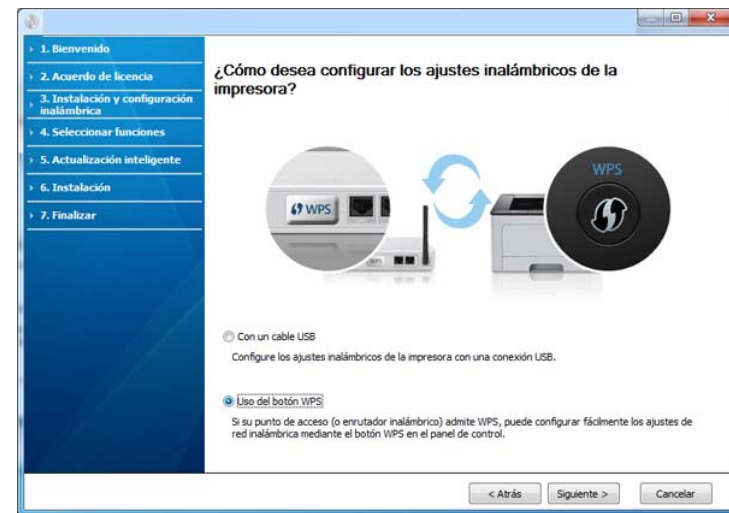 1. Bienvenido
2. Acuerdo de licencia
3. Instalación y configuración
inalámbrica
4. Seleccionar funciones
5. Actualización inteligente
6. Instalación
7. Finalizar
¿Cómo desea configurar los ajustes inalámbricos de la
impresora?
WPS
WPS
WPS
Con un cable USB
Configure los ajustes inalámbricos de la impresora con una conexión USB.
Uso del botón WPS
Si su punto de acceso (o enrutador inalámbrico) admite WPS, puede configurar fácilmente los ajustes de
red inalámbrica mediante el botón WPS en el panel de control.
< Atrás
Siguiente >
Cancelar